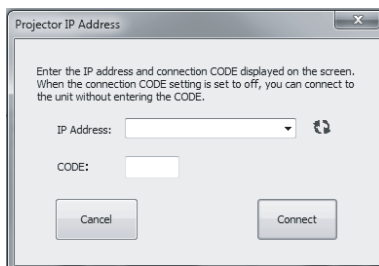 Projector IP Address
Enter the IP address and connection CODE displayed on the screen.
When the connection CODE setting is set to off, you can connect to
the unit without entering the CODE.
IP Address:
CODE:
Cancel
Connect